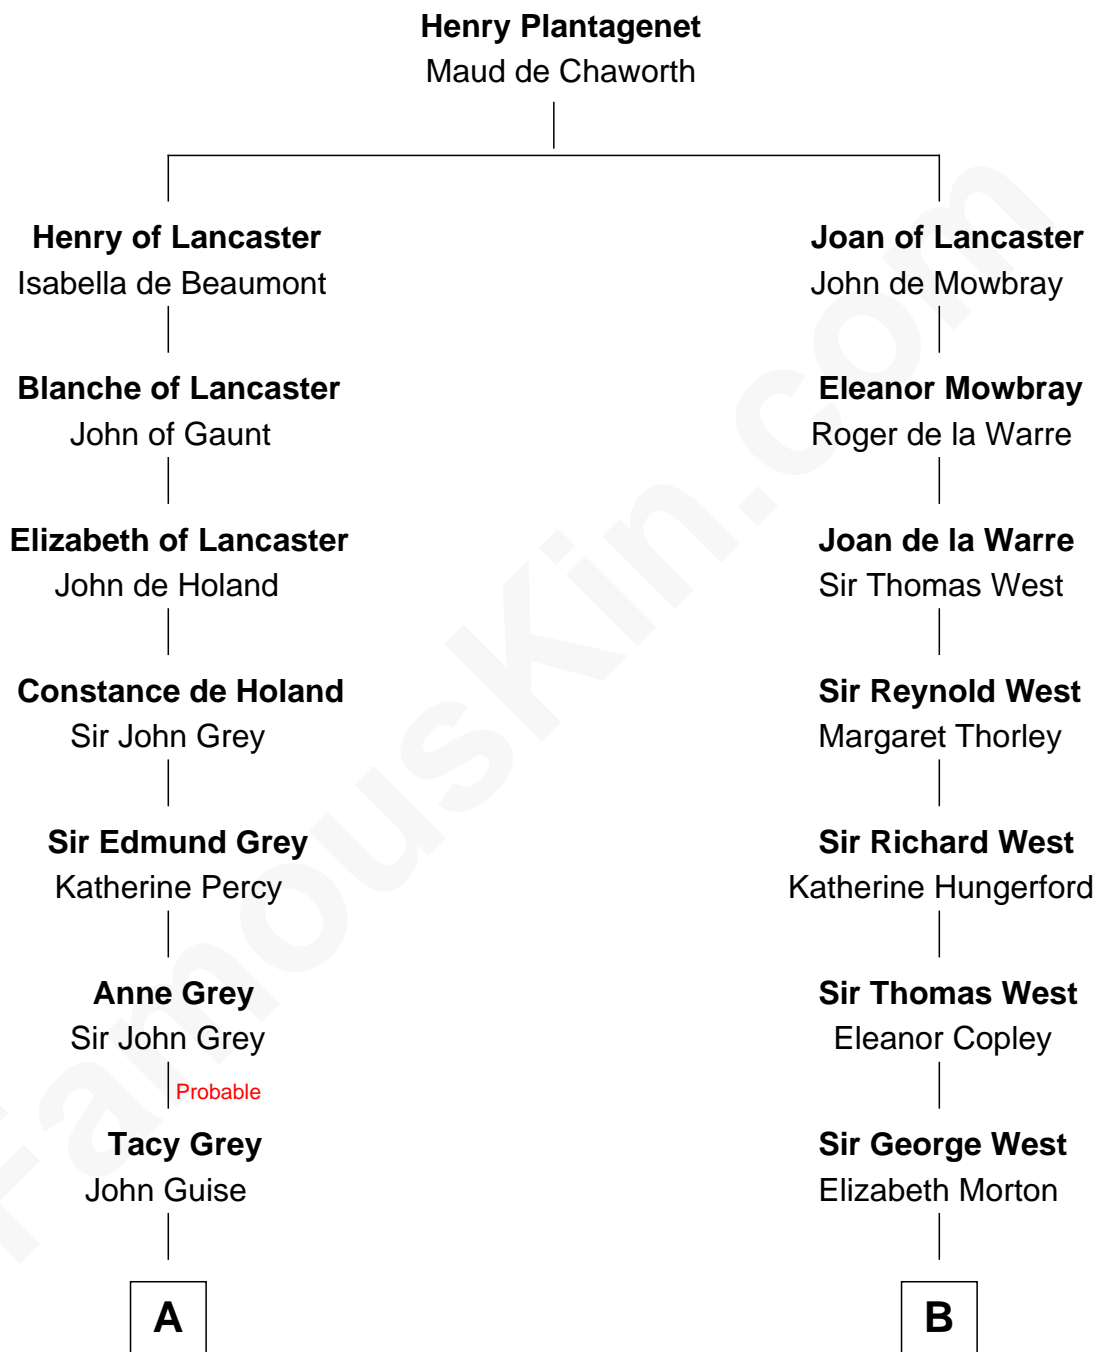 Henry Plantagenet
Maud de Chaworth
Henry of Lancaster
Isabella de Beaumont
Joan of Lancaster
John de Mowbray
Blanche of Lancaster
John of Gaunt
Eleanor Mowbray
Roger de la Warre
Elizabeth of Lancaster
John de Holand
Joan de la Warre
Sir Thomas West
Constance de Holand
Sir John Grey
Sir Reynold West
Margaret Thorley
Sir Edmund Grey
Katherine Percy
Sir Richard West
Katherine Hungerford
Anne Grey
Sir John Grey
Sir Thomas West
Eleanor Copley
Probable
Tacy Grey
John Guise
Sir George West
Elizabeth Morton
A
B
FamousKin.com